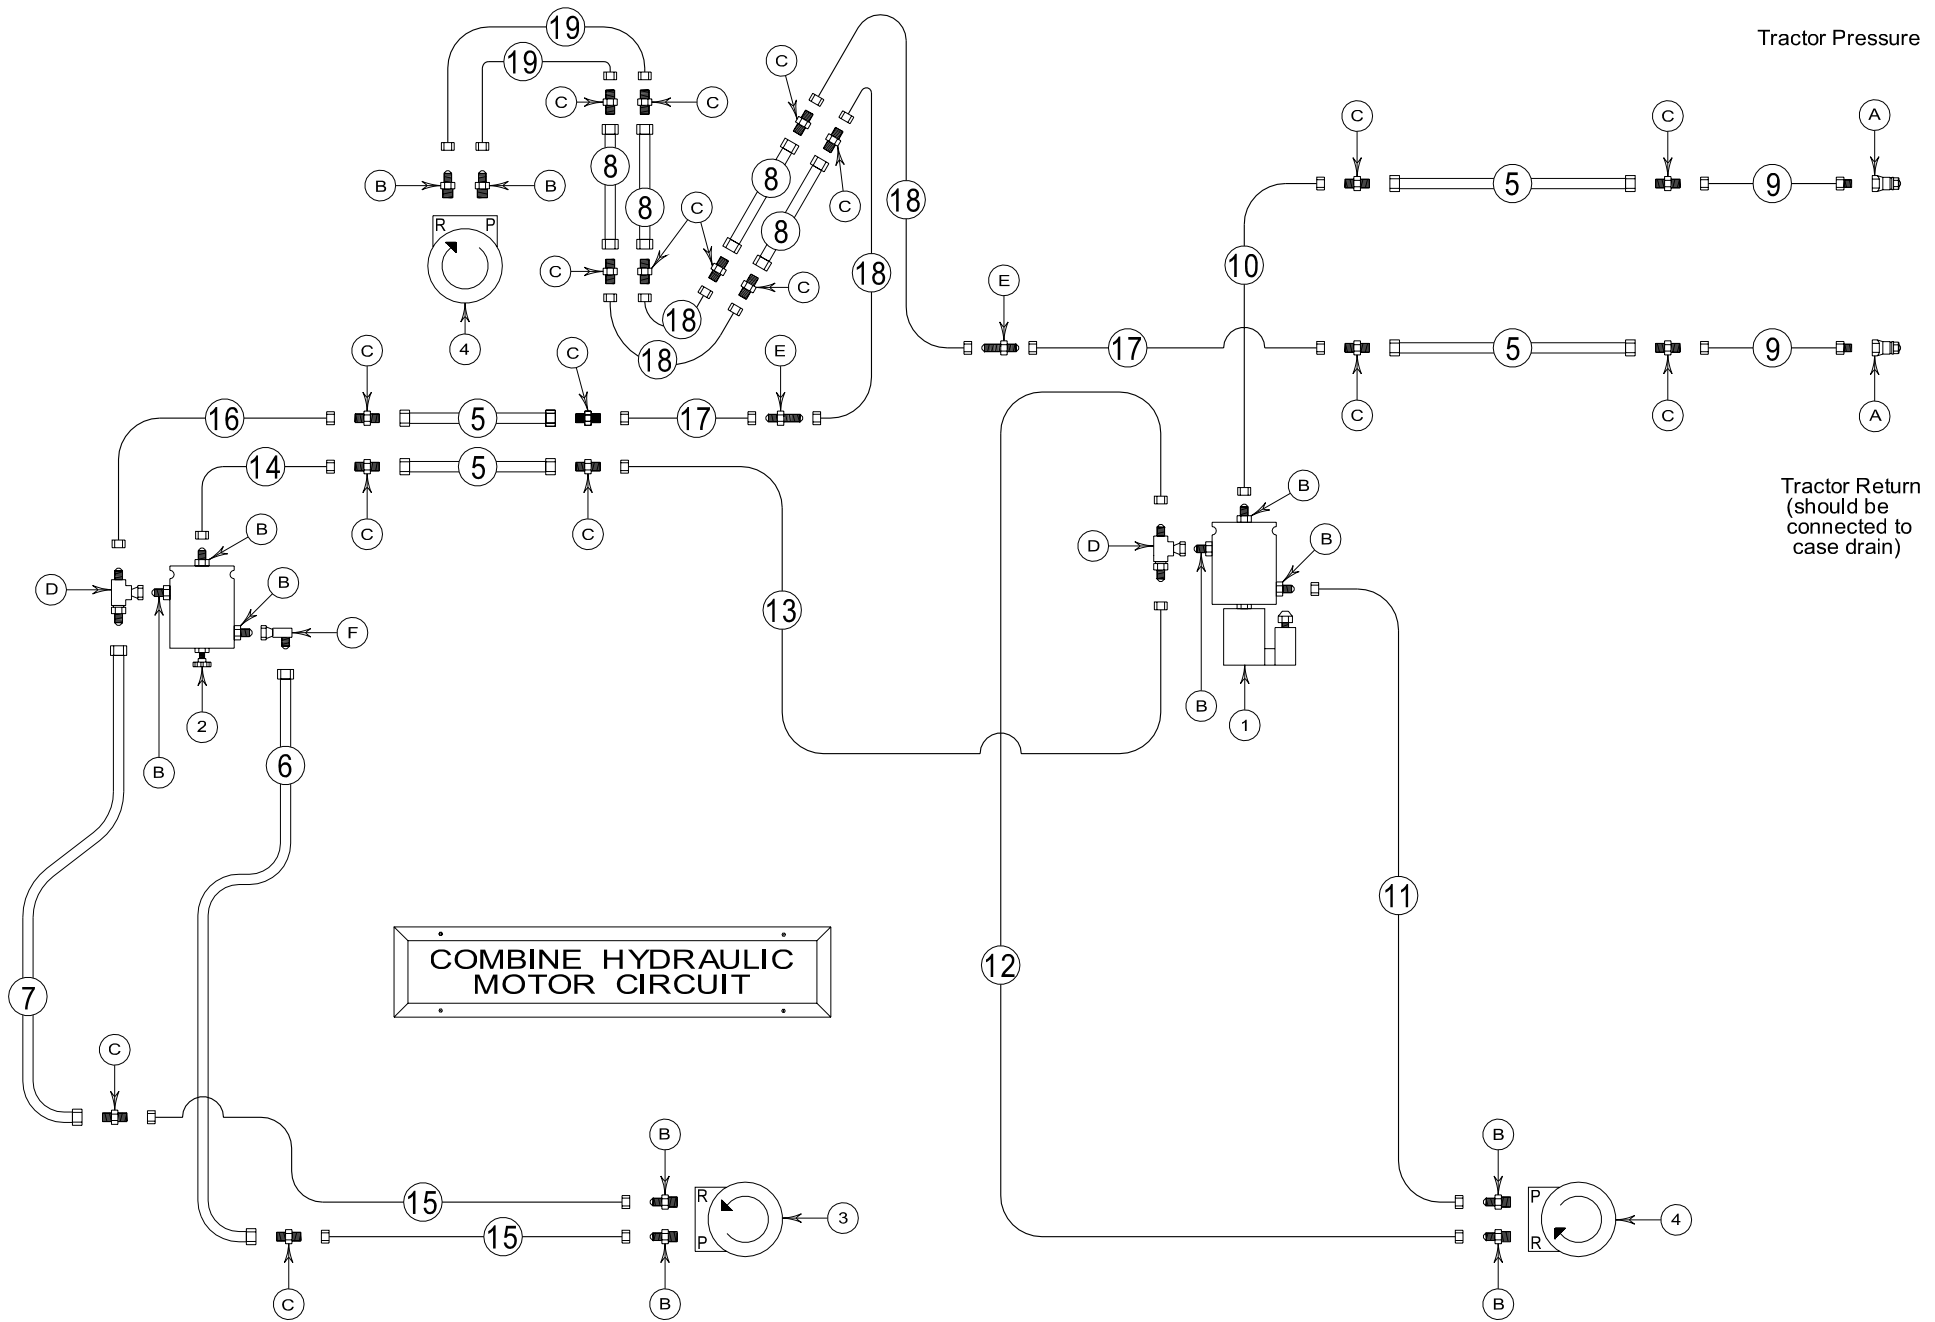 19
Tractor Pressure
19
C
C
C
C
C
A
8
8
B
B
8
5
9
18
8
C
C
R P
8
10
C
18
C
E
18
4
C
C
E
18
17
5
9
16
5
17
C
C
A
14
5
Tractor Return
(should be
connected to
case drain)
B
B
C
C
D
B
B
D
B
13
F
B
2
1
B
6
11
COMBINE HYDRAULIC
MOTOR CIRCUIT
12
7
C
B
B
R
P
15
3
4
15
P
R
C
B
B